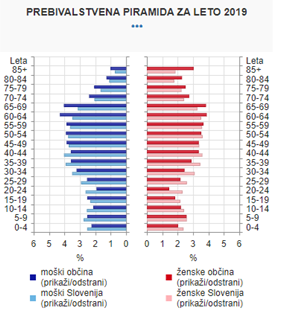 PREBIVALSTVENA PIRAMIDA ZA LETO 2019
Leta Leta
85+ 85+
80-84 80-84
75-79 75-79
70-74 70-74
65-69 65-69
60-64 60-64
55-59 55-59
50-54 50-54
45-49 45-49
40-44 40-44
35-39 35-39
30-34 30-34
25-29 25-29
20-24 20-24
15-19 15-19
10-14 10-14
5-9 5-9
0-4 0-4
6 5 4 3 2 1 0 0 1 2 3 4 5 6
% %
moški občina ženske občina
(prikaži/odstrani) (prikaži/odstrani)
moški Slovenija ženske Slovenija
(prikaži/odstrani) (prikaži/odstrani)